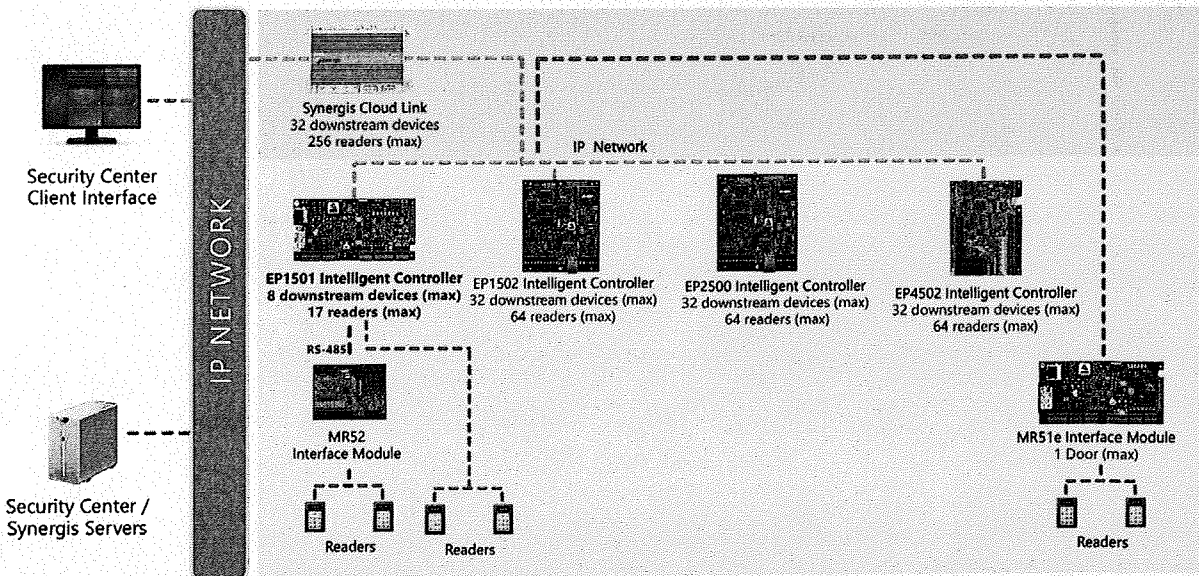 Synergis Cloud Link
32 downstream devices
256 readers (max)
IP Network
Security Center
Client Interface
IP NETWORK
EP1501 Intelligent Controller
8 downstream devices (max)
17 readers (max)
EP1502 Intelligent Controller
32 downstream devices (max)
64 readers (max)
EP2500 Intelligent Controller
32 downstream devices (max)
64 readers (max)
EP4502 Intelligent Controller
32 downstream devices (max)
64 readers (max)
RS-485
MR52
Interface Module
MR51e Interface Module
1 Door (max)
Security Center /
Synergis Servers
Readers
Readers
Readers